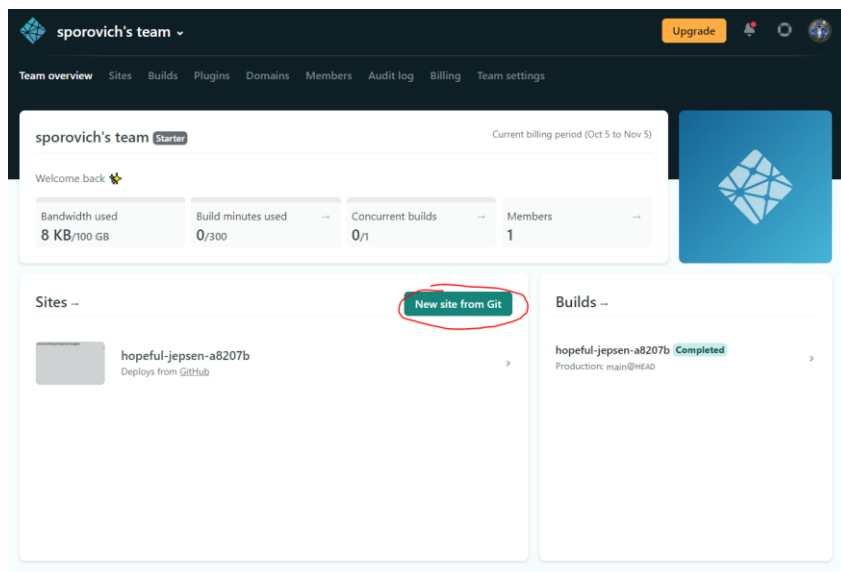 sporovich's team
Upgrade
Team overview Sites Builds Plugins Domains Members Audit log Billing Team settings
sporovich's team Starter
Current billing period (Oct 5 to Nov 5)
Welcome back
Bandwidth used
8 KB/100 GB
Build minutes used →
0/300
Concurrent builds →
0/1
Members →
1
Sites →
New site from Git
hopeful-jepsen-a8207b
Deploys from GitHub
Builds →
hopeful-jepsen-a8207b Completed
Production: main@HEAD